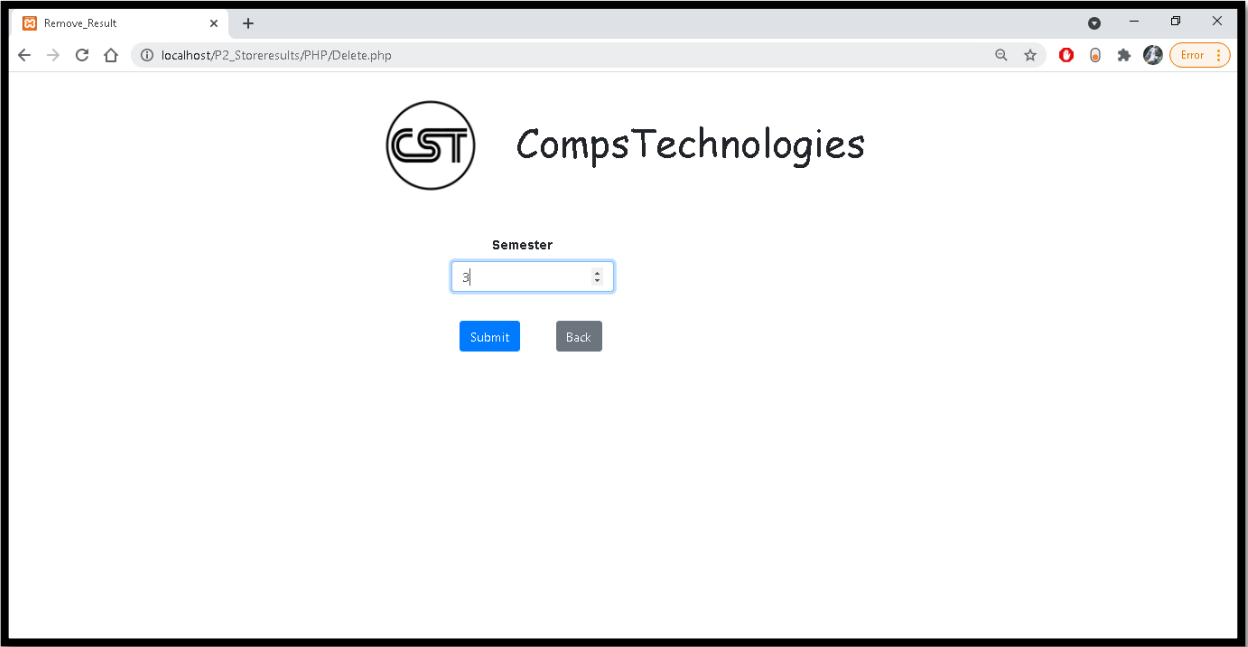 Remove_Result
localhost/P2_Storeresults/PHP/Delete.php
Error
CST CompsTechnologies
Semester
3
Submit Back